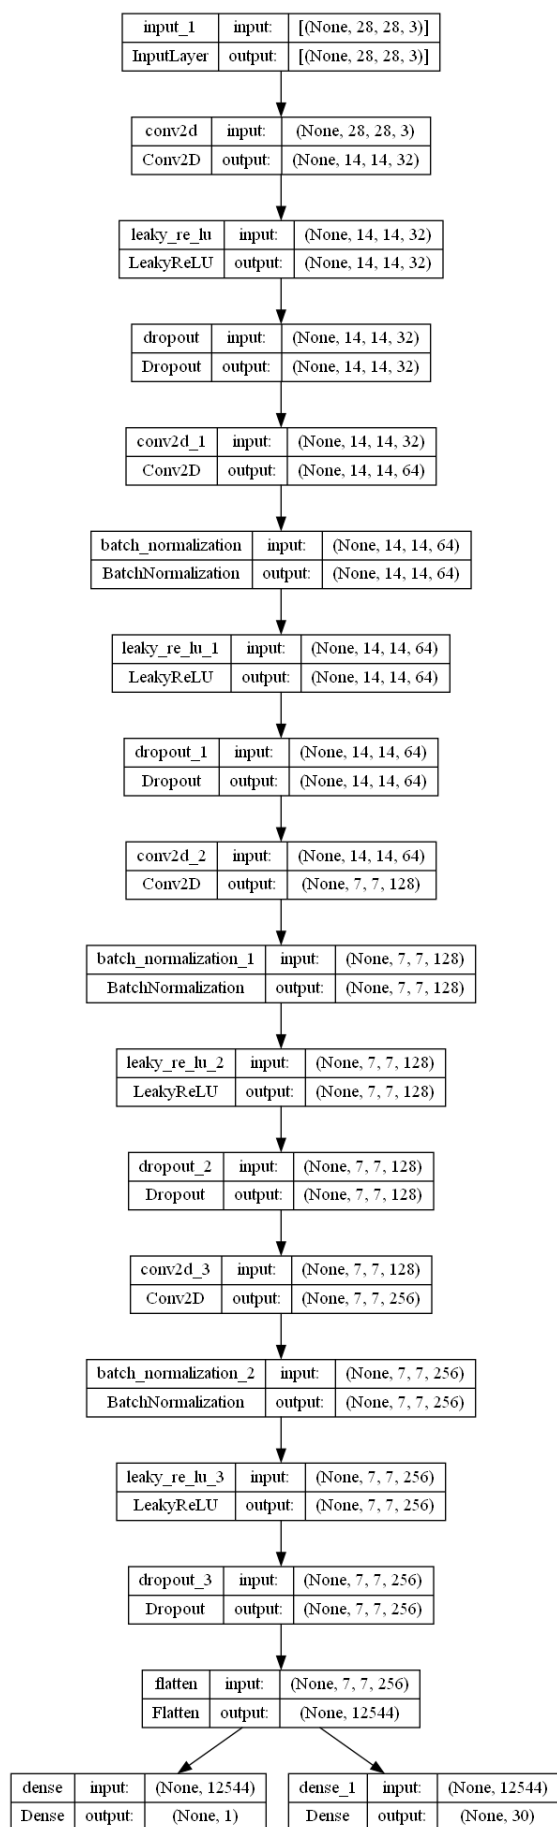 input_1 input: [(None, 28, 28, 3)]
InputLayer output: [(None, 28, 28, 3)]
conv2d input: (None, 28, 28, 3)
Conv2D output: (None, 14, 14, 32)
leaky_re_lu input: (None, 14, 14, 32)
LeakyReLU output: (None, 14, 14, 32)
dropout input: (None, 14, 14, 32)
Dropout output: (None, 14, 14, 32)
conv2d_1 input: (None, 14, 14, 32)
Conv2D output: (None, 14, 14, 64)
batch_normalization input: (None, 14, 14, 64)
BatchNormalization output: (None, 14, 14, 64)
leaky_re_lu_1 input: (None, 14, 14, 64)
LeakyReLU output: (None, 14, 14, 64)
dropout_1 input: (None, 14, 14, 64)
Dropout output: (None, 14, 14, 64)
conv2d_2 input: (None, 14, 14, 64)
Conv2D output: (None, 7, 7, 128)
batch_normalization_1 input: (None, 7, 7, 128)
BatchNormalization output: (None, 7, 7, 128)
leaky_re_lu_2 input: (None, 7, 7, 128)
LeakyReLU output: (None, 7, 7, 128)
dropout_2 input: (None, 7, 7, 128)
Dropout output: (None, 7, 7, 128)
conv2d_3 input: (None, 7, 7, 128)
Conv2D output: (None, 7, 7, 256)
batch_normalization_2 input: (None, 7, 7, 256)
BatchNormalization output: (None, 7, 7, 256)
leaky_re_lu_3 input: (None, 7, 7, 256)
LeakyReLU output: (None, 7, 7, 256)
dropout_3 input: (None, 7, 7, 256)
Dropout output: (None, 7, 7, 256)
flatten input: (None, 7, 7, 256)
Flatten output: (None, 12544)
dense input: (None, 12544)
Dense output: (None, 1)
dense_1 input: (None, 12544)
Dense output: (None, 30)